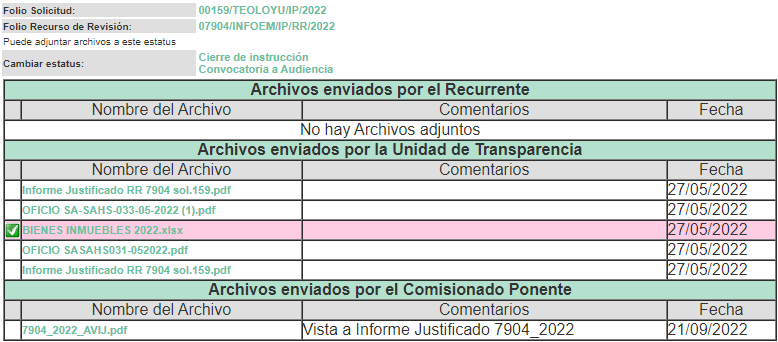 Folio Solicitud: 00159/TEOLOYU/IP/2022
Folio Recurso de Revisión: 07904/INFOEM/IP/RR/2022
Puede adjuntar archivos a este estatus
Cambiar estatus: Cierre de instrucción
Convocatoria a Audiencia
Archivos enviados por el Recurrente
Nombre del Archivo Comentarios Fecha
No hay Archivos adjuntos
Archivos enviados por la Unidad de Transparencia
Nombre del Archivo Comentarios Fecha
Informe Justificado RR 7904 sol.159.pdf 27/05/2022
OFICIO SA-SAHS-033-05-2022 (1).pdf 27/05/2022
BIENES INMUEBLES 2022.xlsx 27/05/2022
OFICIO SASAHS031-052022.pdf 27/05/2022
Informe Justificado RR 7904 sol.159.pdf 27/05/2022
Archivos enviados por el Comisionado Ponente
Nombre del Archivo Comentarios Fecha
7904_2022_AVIJ.pdf Vista a Informe Justificado 7904_2022 21/09/2022